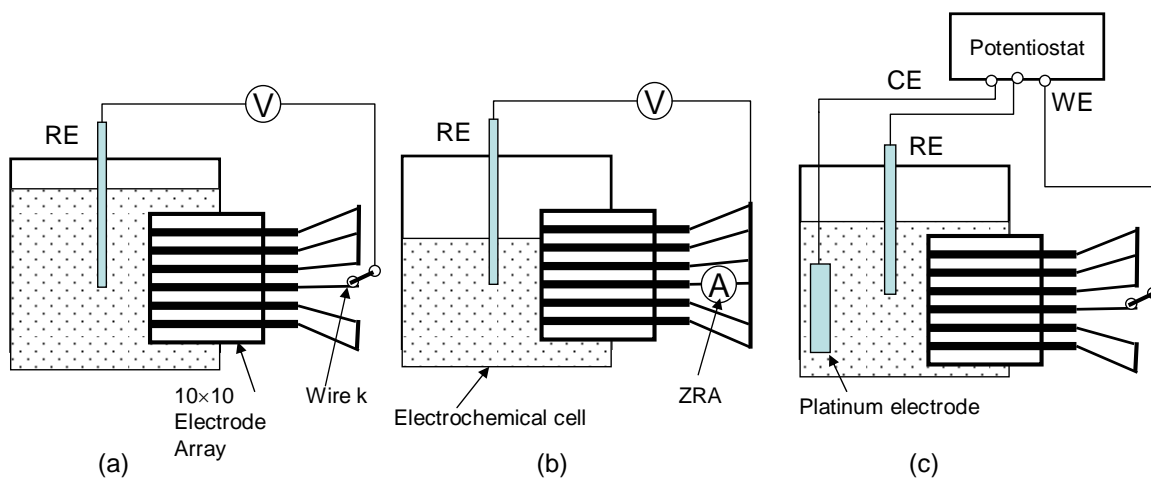 RE
V
10×10
Electrode
Array
Wire k
(a)
RE
V
A
Electrochemical cell
ZRA
(b)
Potentiostat
CE
WE
RE
Platinum electrode
(c)